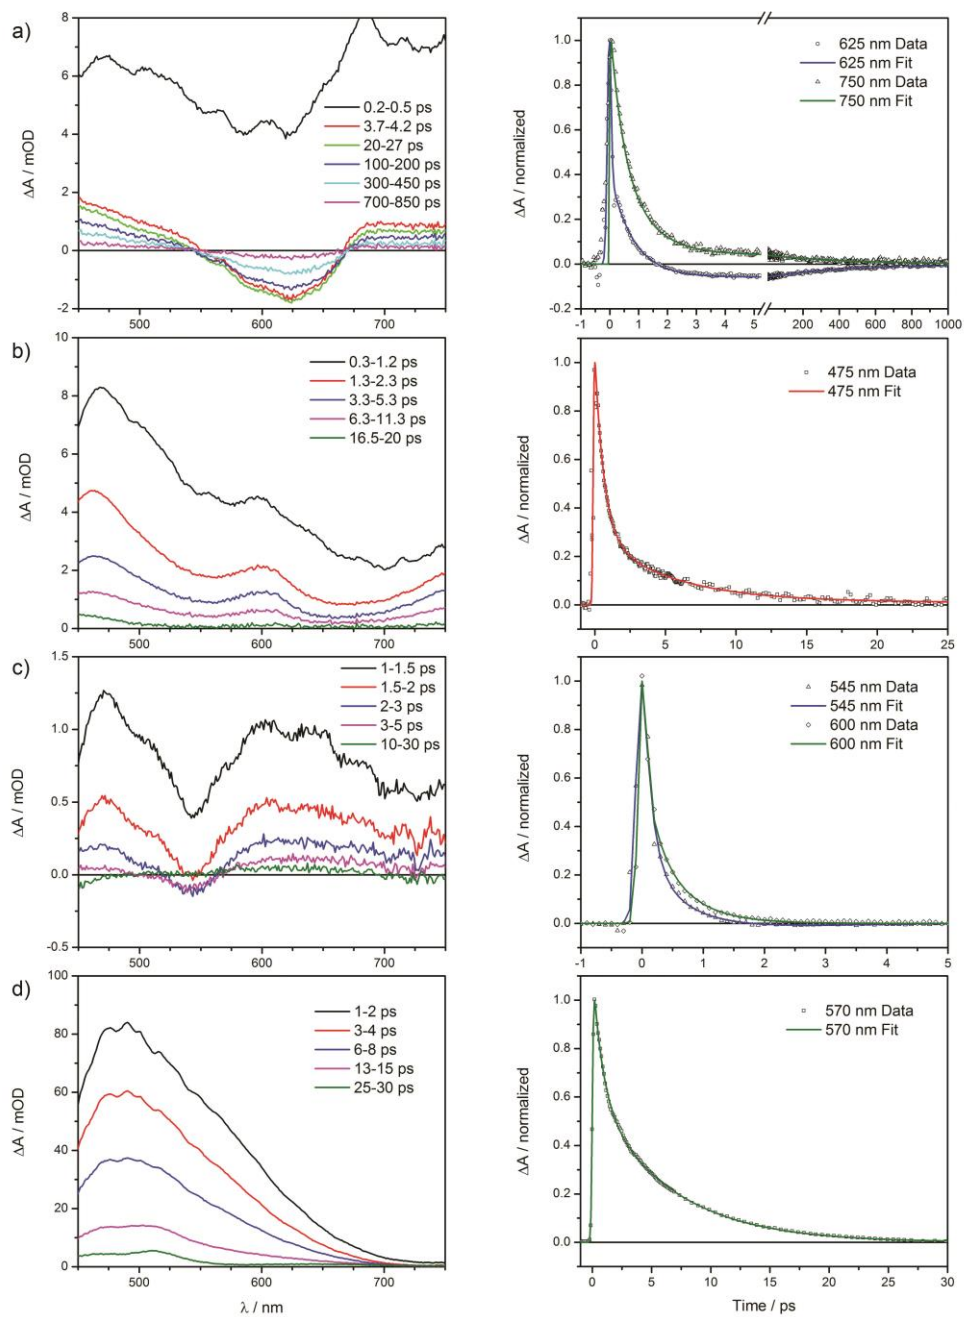 a)
ΔA / mOD
8
6
4
2
0
-2
500
600
700
0.2-0.5 ps
3.7-4.2 ps
20-27 ps
100-200 ps
300-450 ps
700-850 ps
ΔA / normalized
1.0
0.8
0.6
0.4
0.2
0.0
-0.2
-1
0
1
2
3
4
5
200
400
600
800
1000
625 nm Data
625 nm Fit
750 nm Data
750 nm Fit
b)
ΔA / mOD
10
8
6
4
2
0
500
600
700
0.3-1.2 ps
1.3-2.3 ps
3.3-5.3 ps
6.3-11.3 ps
16.5-20 ps
ΔA / normalized
1.0
0.8
0.6
0.4
0.2
0.0
0
5
10
15
20
25
475 nm Data
475 nm Fit
c)
ΔA / mOD
1.5
1.0
0.5
0.0
-0.5
500
600
700
1-1.5 ps
1.5-2 ps
2-3 ps
3-5 ps
10-30 ps
ΔA / normalized
1.0
0.8
0.6
0.4
0.2
0.0
-1
0
1
2
3
4
5
545 nm Data
545 nm Fit
600 nm Data
600 nm Fit
d)
ΔA / mOD
100
80
60
40
20
0
500
600
700
λ / nm
1-2 ps
3-4 ps
6-8 ps
13-15 ps
25-30 ps
ΔA / normalized
1.0
0.8
0.6
0.4
0.2
0.0
0
5
10
15
20
25
30
Time / ps
570 nm Data
570 nm Fit